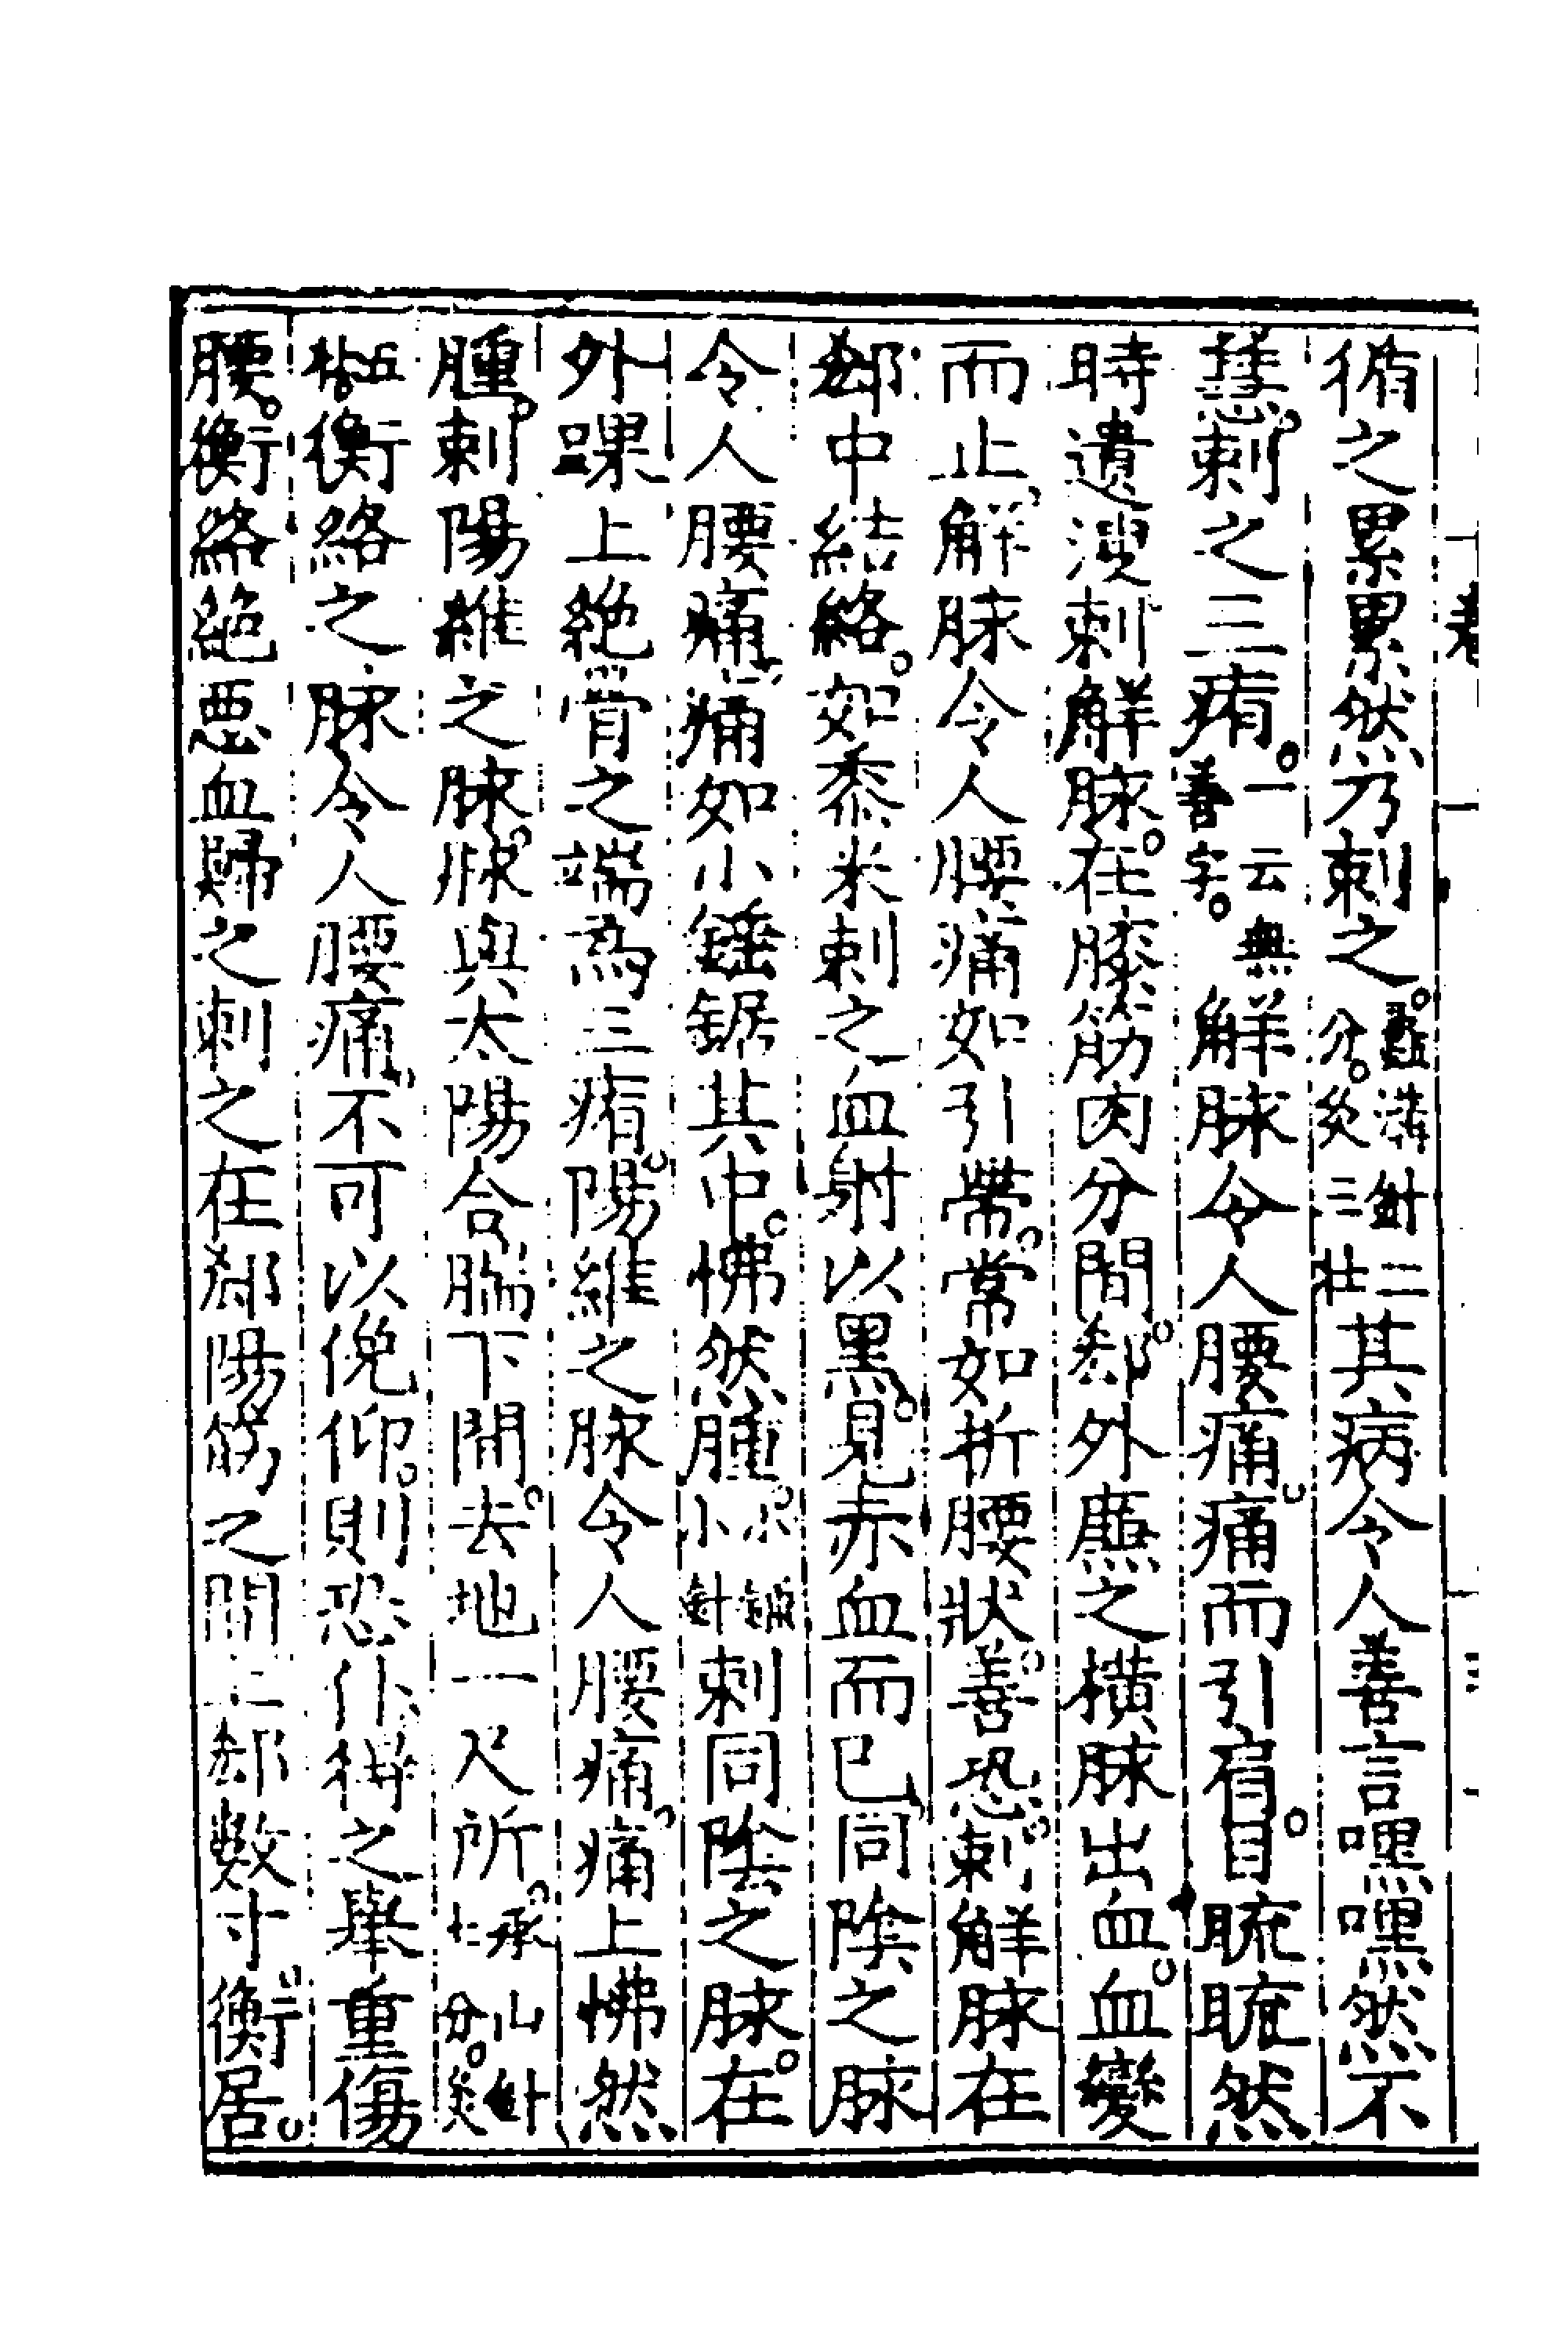 循之累累然乃刺之蠡溝針二分灸三壮其病令人善言嘿嘿然不
慧刺之三痏一云無善字解脉令人腰痛痛而引肩目䀮䀮然
時遺溲刺解脉在膝筋肉分間郄外廉之横脉出血血變
而止解脉令人腰痛如引帶常如折腰狀善恐刺解脉在
郄中結絡如黍米刺之血射以黑見赤血而已同陰之脉
令人腰痛痛如小錘鋸其中怫然腫小錘小針刺同陰之脉在
外踝上絶骨之端為三痏陽維之脉令人腰痛痛上怫然
腫刺陽維之脉脉與太陽合腨下間去地一尺所承山針七分灸
五壮衡絡之脉令人腰痛不可以俛仰則恐仆得之舉重傷
腰衡絡絶惡血歸之刺之在郄陽筋之間上郄數寸衡居